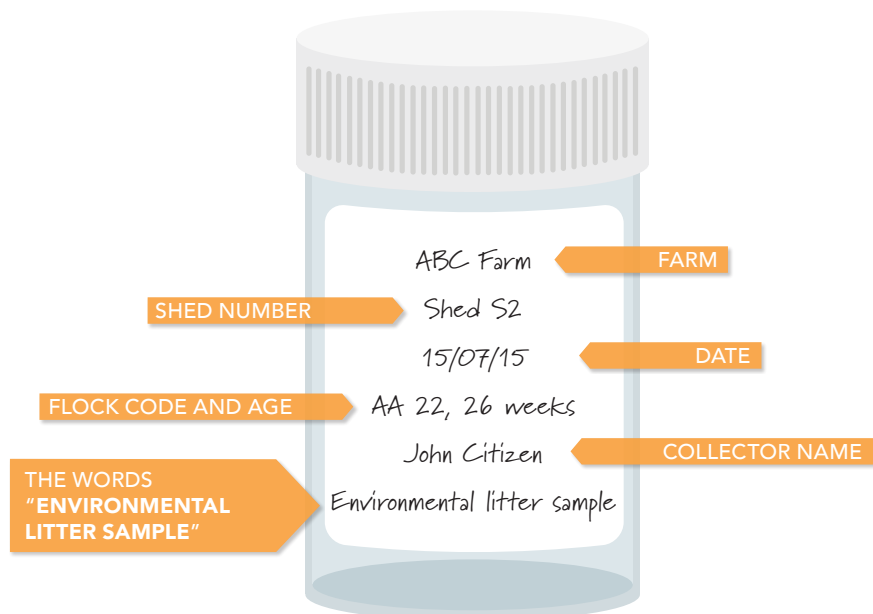 ABC Farm
FARM
SHED NUMBER
Shed S2
15/07/15
DATE
FLOCK CODE AND AGE
AA 22, 26 weeks
John Citizen
COLLECTOR NAME
THE WORDS
"ENVIRONMENTAL
LITTER SAMPLE"
Environmental litter sample